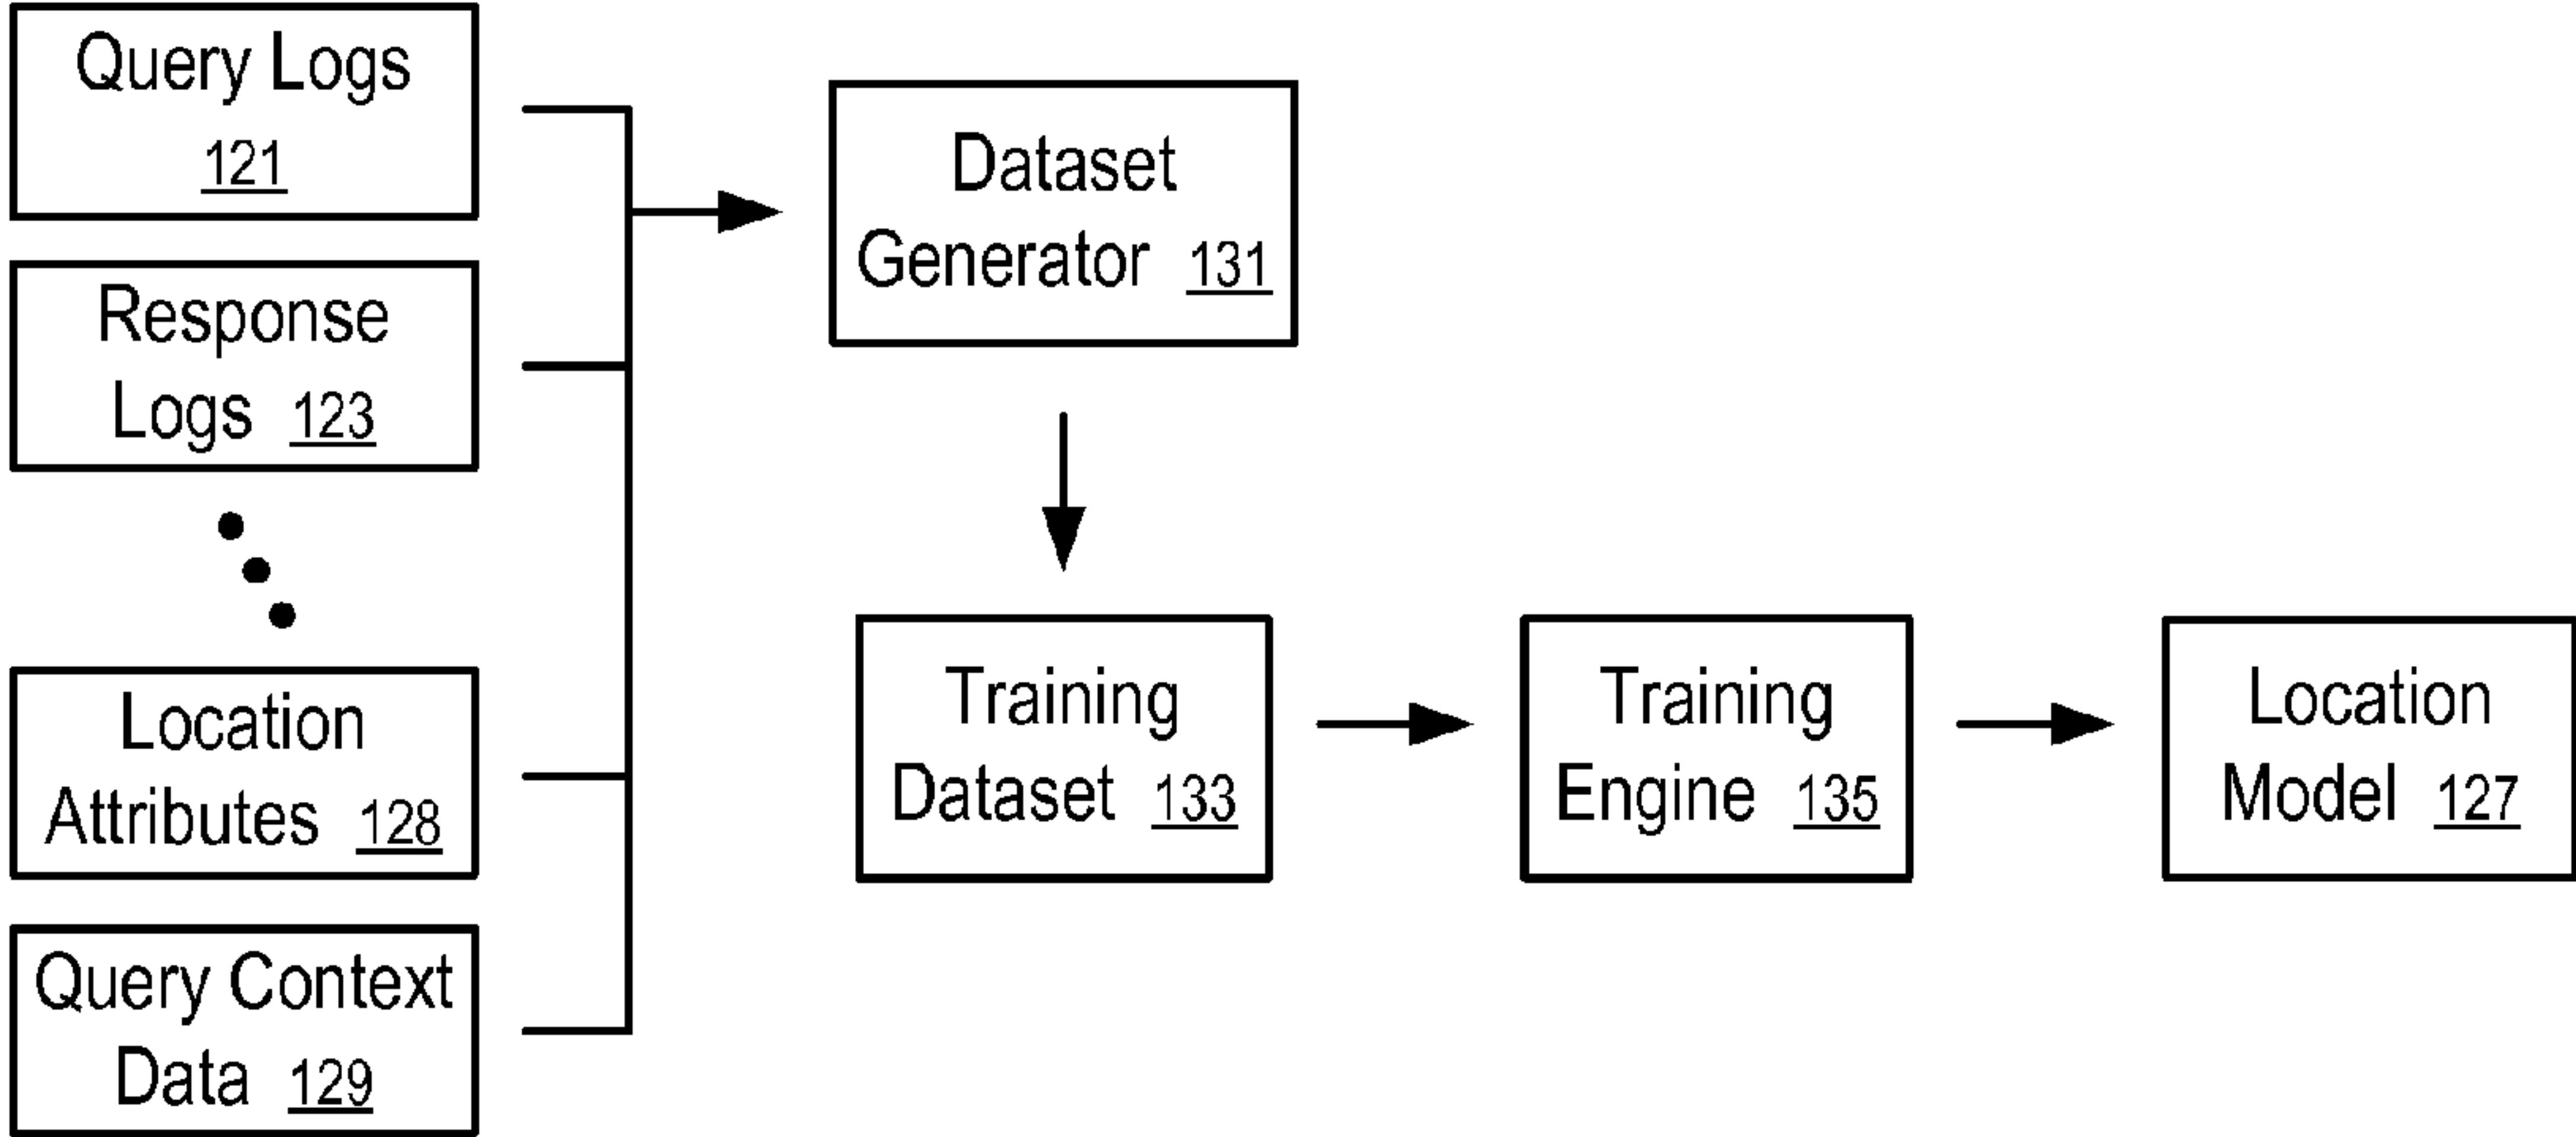 Query Logs
121
Response
Logs 123
Location
Attributes 128
Query Context
Data 129
Dataset
Generator 131
Training
Dataset 133
Training
Engine 135
Location
Model 127